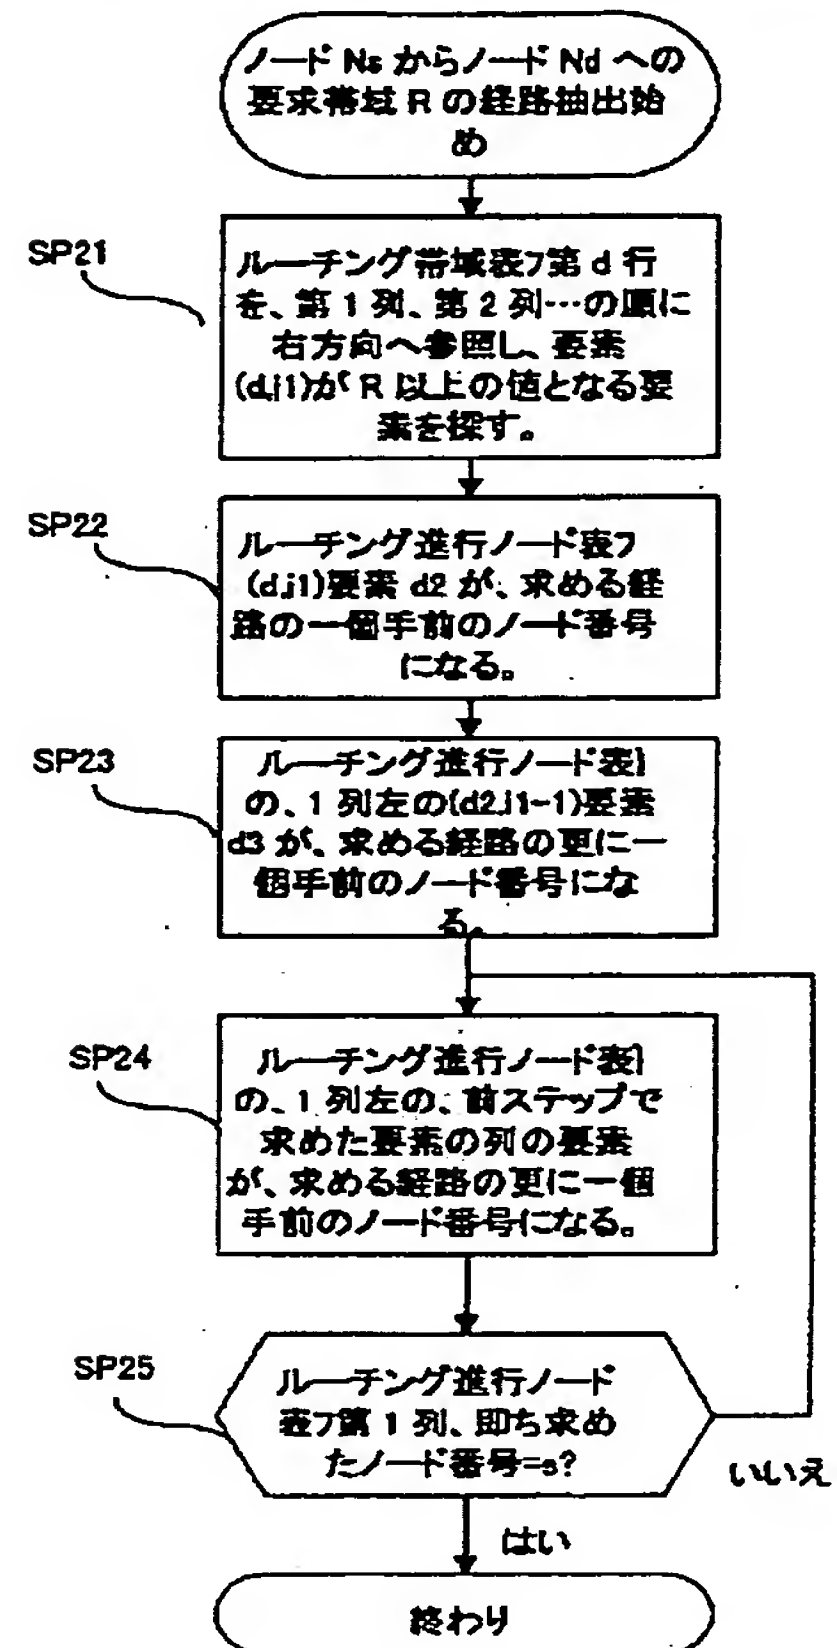 ノード Ns からノード Nd への
要求帯域 R の経路抽出始
め
SP21
ルーチング帯域表7第 d 行
を、第 1 列、第 2 列…の順に
右方向へ参照し、要素
(d,i1)が R 以上の値となる要
素を探す。
SP22
ルーチング進行ノード表7
(d,i1)要素 d2 が、求める経
路の一個手前のノード番号
になる。
SP23
ルーチング進行ノード表
の、1 列左の(d2,i1-1)要素
d3 が、求める経路の更に一
個手前のノード番号にな
る。
SP24
ルーチング進行ノード表
の、1 列左の、前ステップで
求めた要素の列の要素
が、求める経路の更に一個
手前のノード番号になる。
SP25
ルーチング進行ノード
表7第 1 列、即ち求め
たノード番号=s?
いいえ
はい
終わり